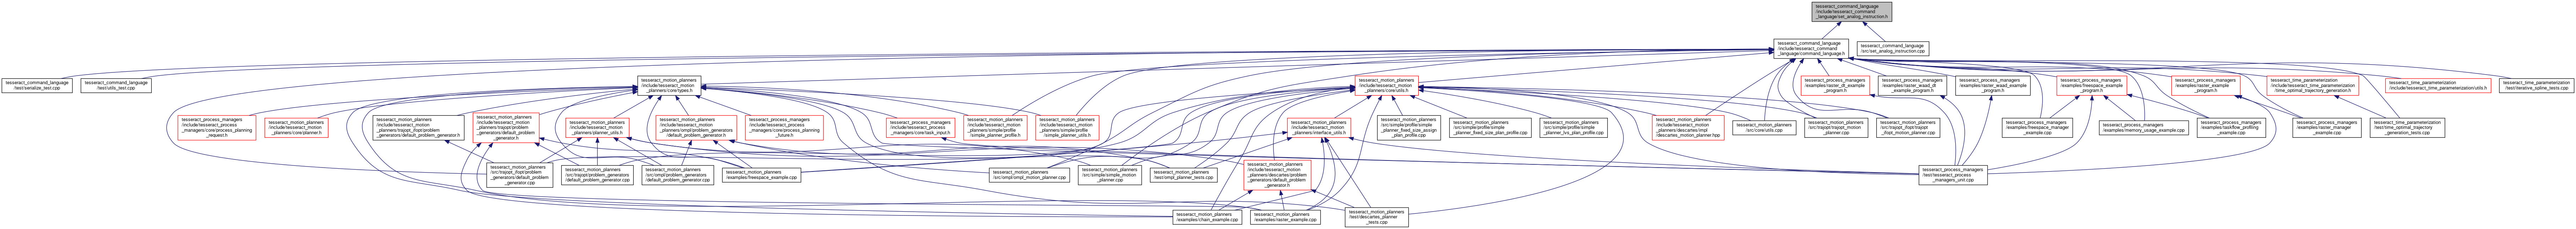 tesseract_command_language
/include/tesseract_command
_language/set_analog_instruction.h
tesseract_command_language
/include/tesseract_command
_language/command_language.h
tesseract_command_language
/src/set_analog_instruction.cpp
tesseract_command_language
/test/serialize_test.cpp
tesseract_command_language
/test/utils_test.cpp
tesseract_motion_planners
/include/tesseract_motion
_planners/core/types.h
tesseract_motion_planners
/include/tesseract_motion
_planners/core/utils.h
tesseract_process_managers
/examples/raster_dt_example
_program.h
tesseract_process_managers
/examples/raster_waad_dt
_example_program.h
tesseract_process_managers
/examples/raster_waad_example
_program.h
tesseract_process_managers
/examples/freespace_example
_program.h
tesseract_process_managers
/examples/raster_example
_program.h
tesseract_time_parameterization
/include/tesseract_time_parameterization
/time_optimal_trajectory_generation.h
tesseract_time_parameterization
/include/tesseract_time_parameterization/utils.h
tesseract_time_parameterization
/test/iterative_spline_tests.cpp
tesseract_process_managers
/include/tesseract_process
_managers/core/process_planning
_request.h
tesseract_motion_planners
/include/tesseract_motion
_planners/core/planner.h
tesseract_motion_planners
/include/tesseract_motion
_planners/trajopt_ifopt/problem
_generators/default_problem_generator.h
tesseract_motion_planners
/include/tesseract_motion
_planners/trajopt/problem
_generators/default_problem
_generator.h
tesseract_motion_planners
/include/tesseract_motion
_planners/planner_utils.h
tesseract_motion_planners
/include/tesseract_motion
_planners/ompl/problem_generators
/default_problem_generator.h
tesseract_process_managers
/include/tesseract_process
_managers/core/process_planning
_future.h
tesseract_process_managers
/include/tesseract_process
_managers/core/task_input.h
tesseract_motion_planners
/include/tesseract_motion
_planners/simple/profile
/simple_planner_profile.h
tesseract_motion_planners
/include/tesseract_motion
_planners/simple/profile
/simple_planner_utils.h
tesseract_motion_planners
/include/tesseract_motion
_planners/interface_utils.h
tesseract_motion_planners
/src/simple/profile/simple
_planner_fixed_size_assign
_plan_profile.cpp
tesseract_motion_planners
/src/simple/profile/simple
_planner_fixed_size_plan_profile.cpp
tesseract_motion_planners
/src/simple/profile/simple
_planner_lvs_plan_profile.cpp
tesseract_motion_planners
/include/tesseract_motion
_planners/descartes/impl
/descartes_motion_planner.hpp
tesseract_motion_planners
/src/core/utils.cpp
tesseract_motion_planners
/src/trajopt/trajopt_motion
_planner.cpp
tesseract_motion_planners
/src/trajopt_ifopt/trajopt
_ifopt_motion_planner.cpp
tesseract_process_managers
/examples/freespace_manager
_example.cpp
tesseract_process_managers
/examples/memory_usage_example.cpp
tesseract_process_managers
/examples/taskflow_profiling
_example.cpp
tesseract_process_managers
/examples/raster_manager
_example.cpp
tesseract_time_parameterization
/test/time_optimal_trajectory
_generation_tests.cpp
tesseract_motion_planners
/src/trajopt_ifopt/problem
_generators/default_problem
_generator.cpp
tesseract_motion_planners
/src/trajopt/problem_generators
/default_problem_generator.cpp
tesseract_motion_planners
/src/ompl/problem_generators
/default_problem_generator.cpp
tesseract_motion_planners
/examples/freespace_example.cpp
tesseract_motion_planners
/src/ompl/ompl_motion_planner.cpp
tesseract_motion_planners
/src/simple/simple_motion
_planner.cpp
tesseract_motion_planners
/test/ompl_planner_tests.cpp
tesseract_motion_planners
/include/tesseract_motion
_planners/descartes/problem
_generators/default_problem
_generator.h
tesseract_process_managers
/test/tesseract_process
_managers_unit.cpp
tesseract_motion_planners
/examples/chain_example.cpp
tesseract_motion_planners
/examples/raster_example.cpp
tesseract_motion_planners
/test/descartes_planner
_tests.cpp